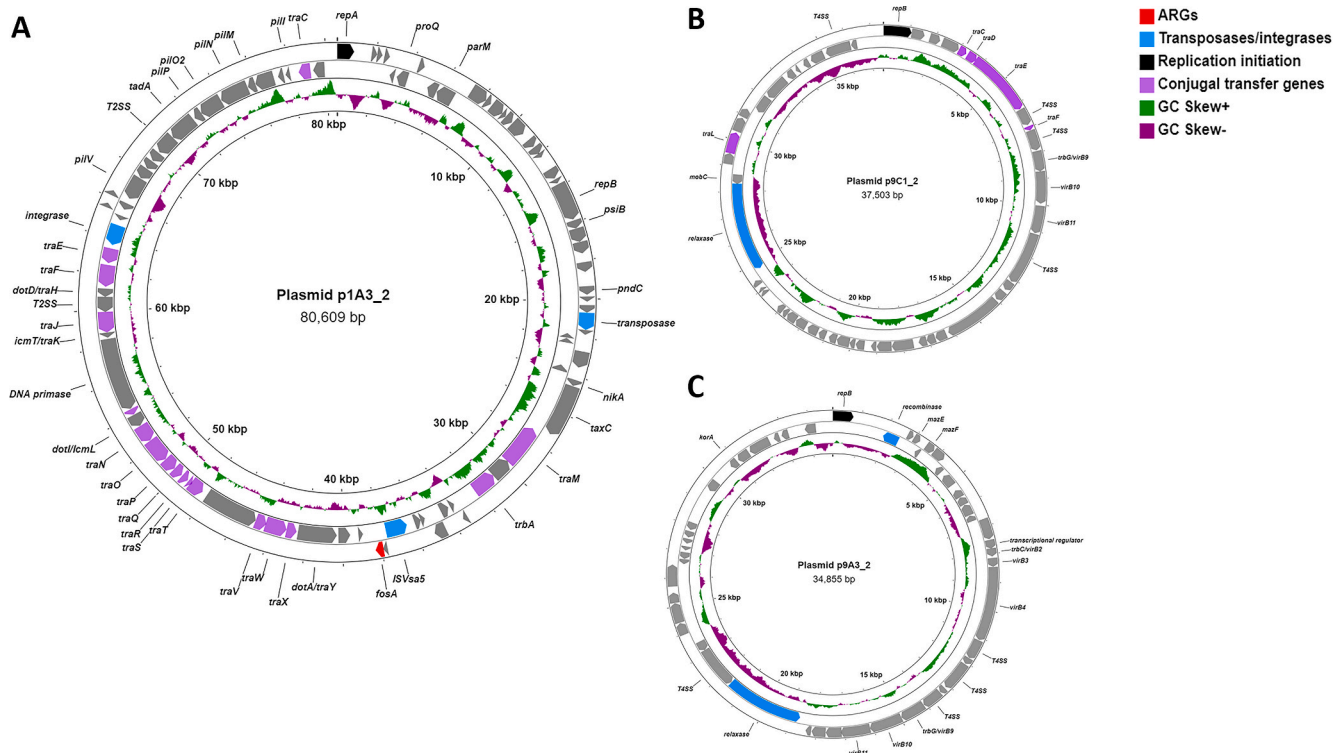 A
traC
repA
pilI
proQ
pilM
pilN
parM
pilO2
pilP
tadA
T2SS
80 kbp
10 kbp
70 kbp
pilV
repB
psiB
integrase
traE
traF
dotD/traH
T2SS
traJ
icmT/traK
Plasmid p1A3_2
80,609 bp
20 kbp
60 kbp
pndC
transposase
DNA primase
nikA
taxC
50 kbp
30 kbp
40 kbp
dotI/IcmL
traN
traO
traP
traQ
traR
traS
traT
traM
trbA
traV
traW
traX
dotA/traY
fosA
ISVsa5
B
repB
T4SS
traC
traD
traE
35 kbp
5 kbp
T4SS
traF
T4SS
traL
30 kbp
trbG/virB9
mobC
Plasmid p9C1_2
37,503 bp
virB10
10 kbp
virB11
relaxase
25 kbp
T4SS
15 kbp
20 kbp
C
repB
recombinase
mazE
mazF
korA
30 kbp
5 kbp
transcriptional regulator
trbC/virB2
virB3
Plasmid p9A3_2
34,855 bp
25 kbp
10 kbp
virB4
T4SS
20 kbp
15 kbp
T4SS
T4SS
T4SS
trbG/virB9
relaxase
virB10
virB11
ARGs
Transposases/integrases
Replication initiation
Conjugal transfer genes
GC Skew+
GC Skew-